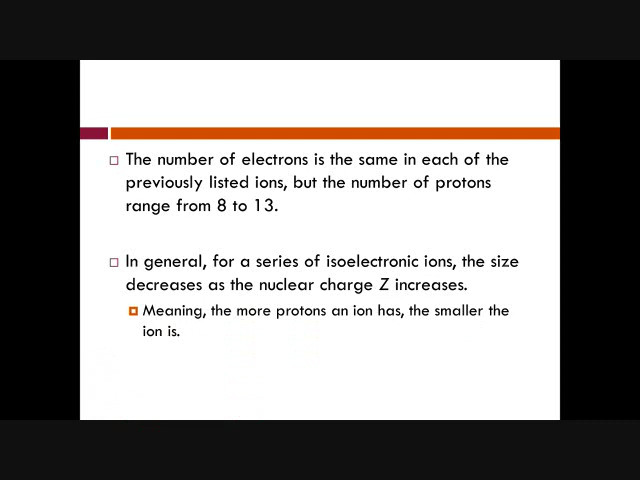 The number of electrons is the same in each of the
previously listed ions, but the number of protons
range from 8 to 13.
In general, for a series of isoelectronic ions, the size
decreases as the nuclear charge Z increases.
Meaning, the more protons an ion has, the smaller the
ion is.